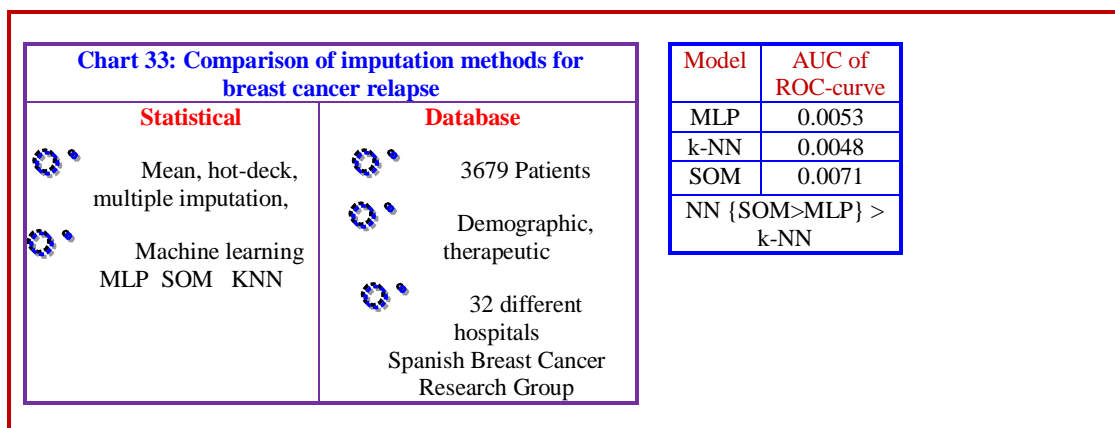 Chart 33: Comparison of imputation methods for
breast cancer relapse
Statistical
Mean, hot-deck,
multiple imputation,
Machine learning
MLP SOM KNN
Database
3679 Patients
Demographic,
therapeutic
32 different
hospitals
Spanish Breast Cancer
Research Group
Model AUC of
ROC-curve
MLP 0.0053
k-NN 0.0048
SOM 0.0071
NN {SOM>MLP} >
k-NN